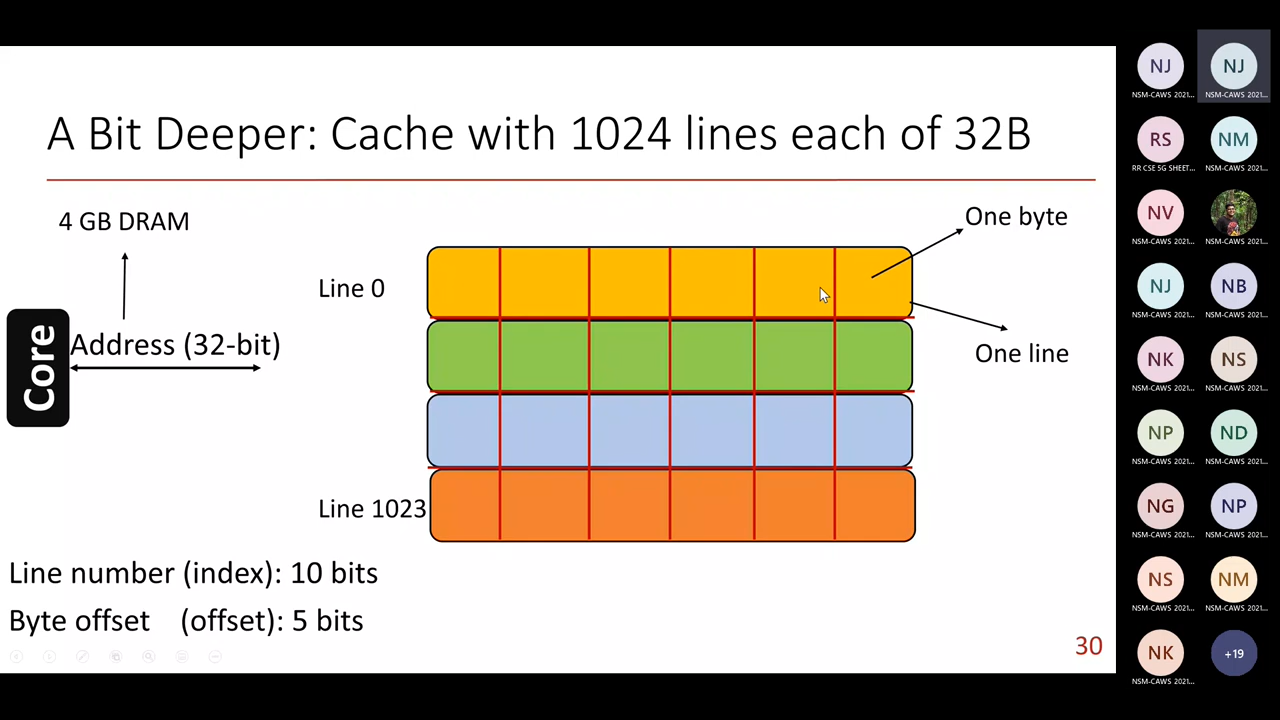 A Bit Deeper: Cache with 1024 lines each of 32B
4 GB DRAM
One byte
Line 0
Core
Address (32-bit)
One line
Line 1023
Line number (index): 10 bits
Byte offset (offset): 5 bits
30
NJ
NSM-CAWS 2021...
NJ
NSM-CAWS 2021...
RS
RR CSE 5G SHEET...
NM
NSM-CAWS 2021...
NV
NSM-CAWS 2021...
NSM-CAWS 2021...
NJ
NSM-CAWS 2021...
NB
NSM-CAWS 2021...
NK
NSM-CAWS 2021...
NS
NSM-CAWS 2021...
NP
NSM-CAWS 2021...
ND
NSM-CAWS 2021...
NG
NSM-CAWS 2021...
NP
NSM-CAWS 2021...
NS
NSM-CAWS 2021...
NM
NSM-CAWS 2021...
NK
NSM-CAWS 2021...
+19